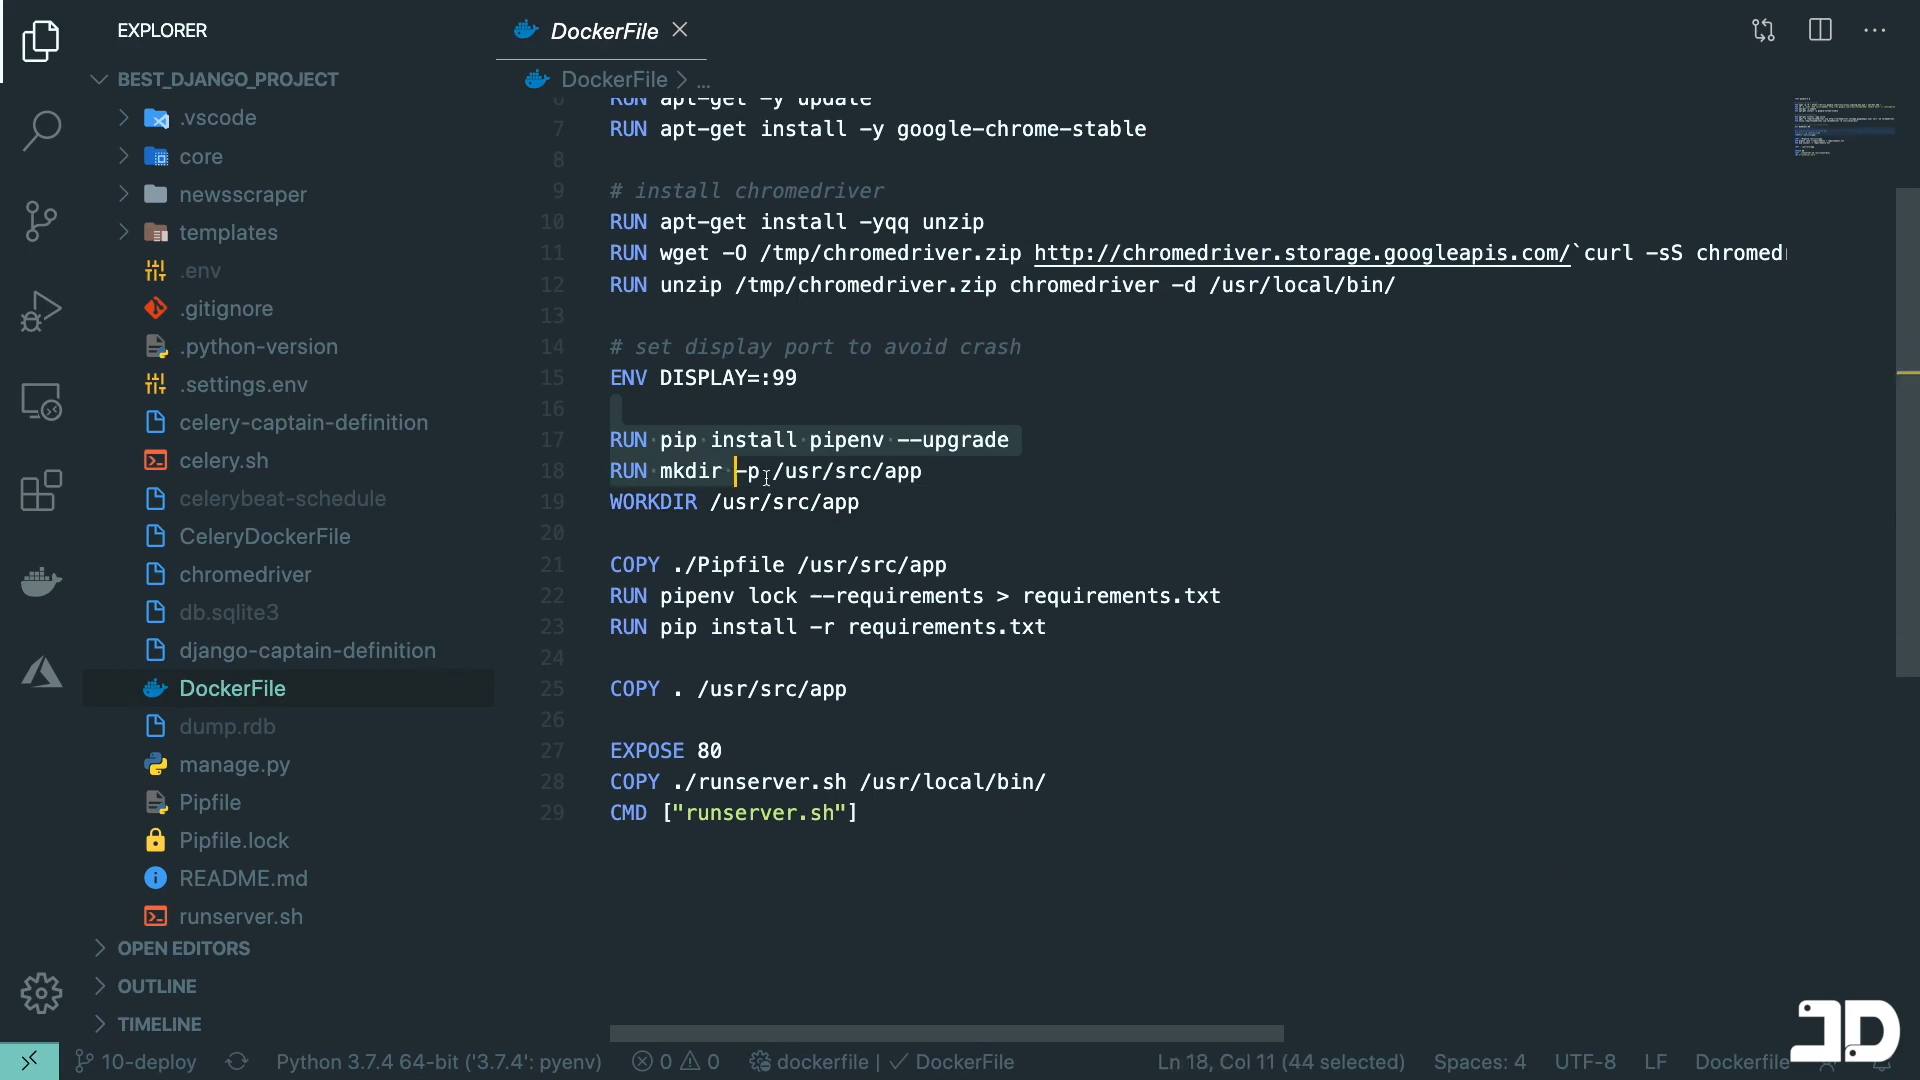 EXPLORER
DockerFile
BEST_DJANGO_PROJECT
DockerFile > ...
.vscode
core
newsscraper
templates
.env
.gitignore
.python-version
.settings.env
celery-captain-definition
celery.sh
celerybeat-schedule
CeleryDockerFile
chromedriver
db.sqlite3
django-captain-definition
DockerFile
dump.rdb
manage.py
Pipfile
Pipfile.lock
README.md
runserver.sh
OPEN EDITORS
OUTLINE
TIMELINE
6 RUN apt-get -y update
7 RUN apt-get install -y google-chrome-stable
8
9 # install chromedriver
10 RUN apt-get install -yqq unzip
11 RUN wget -O /tmp/chromedriver.zip http://chromedriver.storage.googleapis.com/`curl -sS chromed
12 RUN unzip /tmp/chromedriver.zip chromedriver -d /usr/local/bin/
13
14 # set display port to avoid crash
15 ENV DISPLAY=:99
16
17 RUN pip install pipenv --upgrade
18 RUN mkdir -p /usr/src/app
19 WORKDIR /usr/src/app
20
21 COPY ./Pipfile /usr/src/app
22 RUN pipenv lock --requirements > requirements.txt
23 RUN pip install -r requirements.txt
24
25 COPY . /usr/src/app
26
27 EXPOSE 80
28 COPY ./runserver.sh /usr/local/bin/
29 CMD ["runserver.sh"]
10-deploy Python 3.7.4 64-bit ('3.7.4': pyenv) 0 0 dockerfile | DockerFile Ln 18, Col 11 (44 selected) Spaces: 4 UTF-8 LF Dockerfile
JD